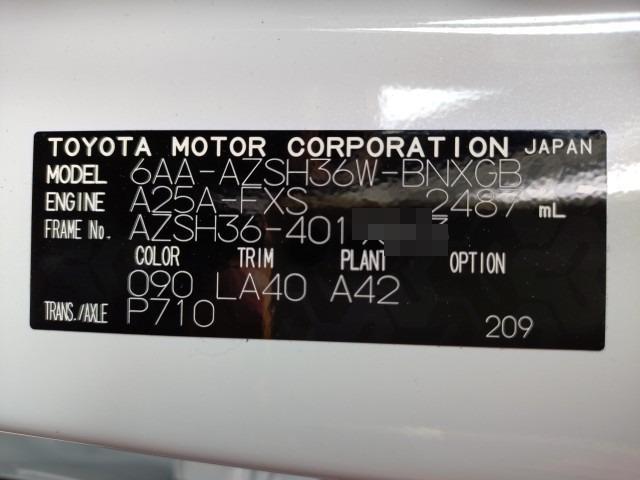 TOYOTA MOTOR CORPORATION JAPAN
MODEL 6AA-AZSH36W-BNXGB
ENGINE A25A-FXS 2487 mL
FRAME No. AZSH36-401
COLOR TRIM PLANT OPTION
090 LA40 A42
TRANS./AXLE P710
209